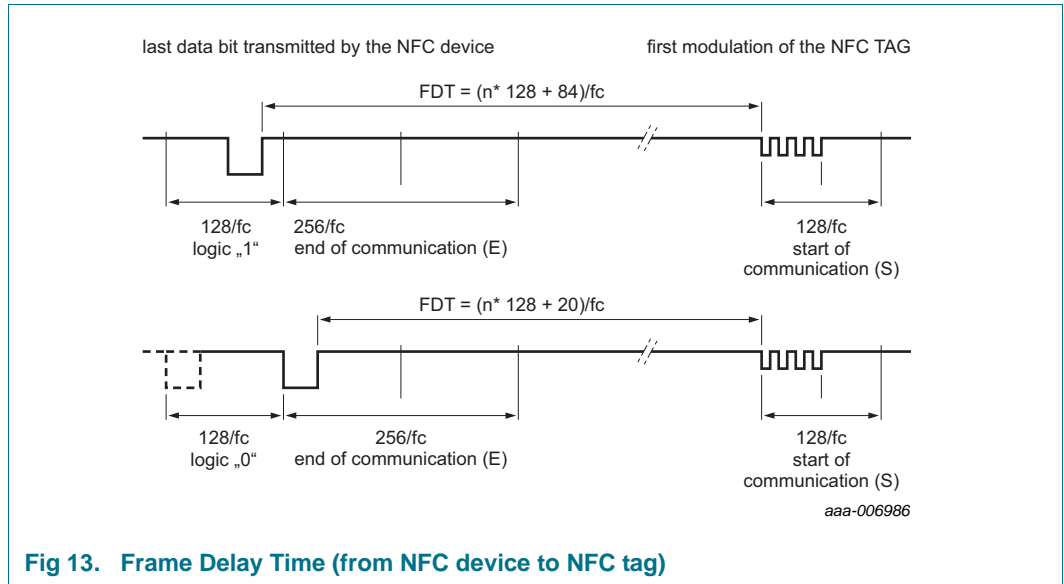 last data bit transmitted by the NFC device
first modulation of the NFC TAG
FDT = (n* 128 + 84)/fc
128/fc
logic „1“
256/fc
end of communication (E)
128/fc
start of
communication (S)
FDT = (n* 128 + 20)/fc
128/fc
logic „0“
256/fc
end of communication (E)
128/fc
start of
communication (S)
aaa-006986
Fig 13. Frame Delay Time (from NFC device to NFC tag)